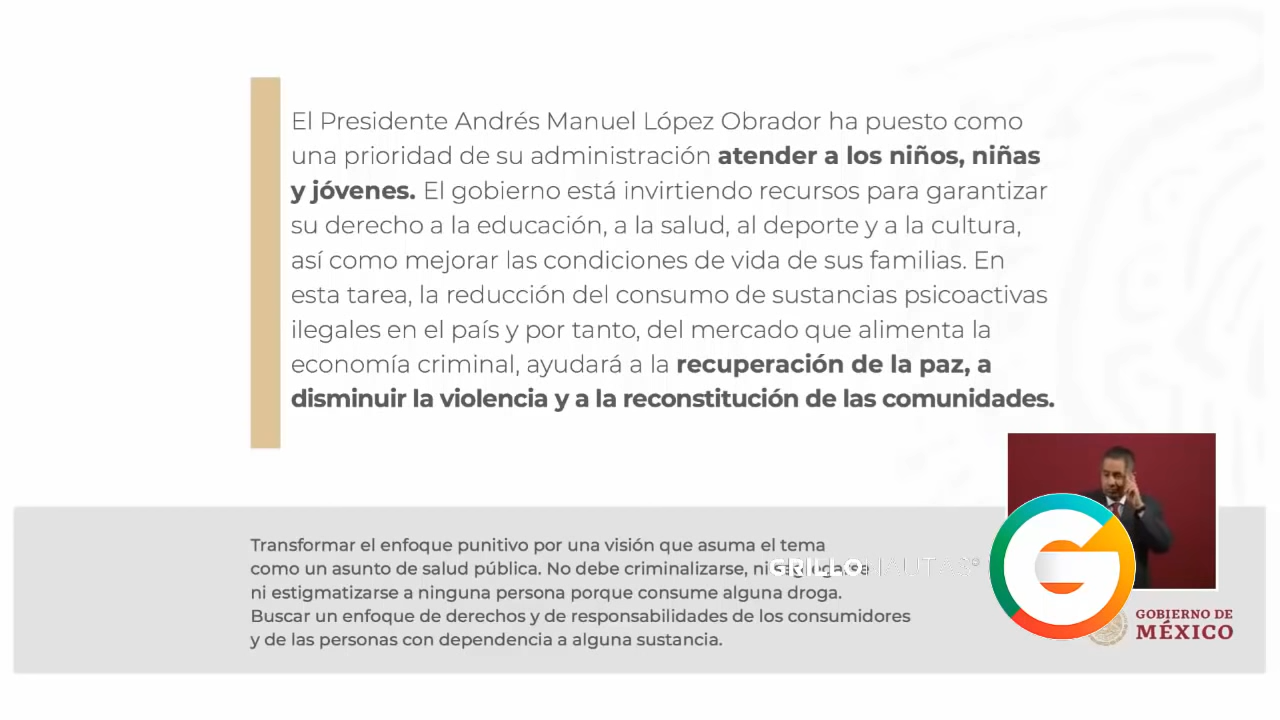 El Presidente Andrés Manuel López Obrador ha puesto como
una prioridad de su administración atender a los niños, niñas
y jóvenes. El gobierno está invirtiendo recursos para garantizar
su derecho a la educación, a la salud, al deporte y a la cultura,
así como mejorar las condiciones de vida de sus familias. En
esta tarea, la reducción del consumo de sustancias psicoactivas
ilegales en el país y por tanto, del mercado que alimenta la
economía criminal, ayudará a la recuperación de la paz, a
disminuir la violencia y a la reconstitución de las comunidades.
Transformar el enfoque punitivo por una visión que asuma el tema
como un asunto de salud pública. No debe criminalizarse, ni
ni estigmatizarse a ninguna persona porque consume alguna droga.
Buscar un enfoque de derechos y de responsabilidades de los consumidores
y de las personas con dependencia a alguna sustancia.
GRILLONAUTAS©
G
GOBIERNO DE
MÉXICO